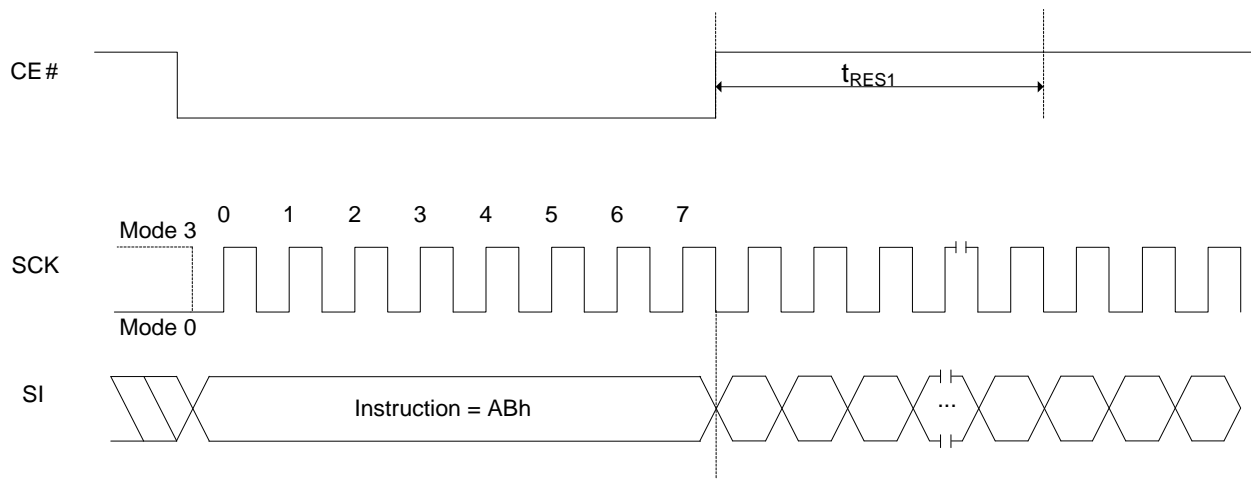 CE#
tRES1
0 1 2 3 4 5 6 7
Mode 3
SCK
Mode 0
SI
Instruction = ABh
...